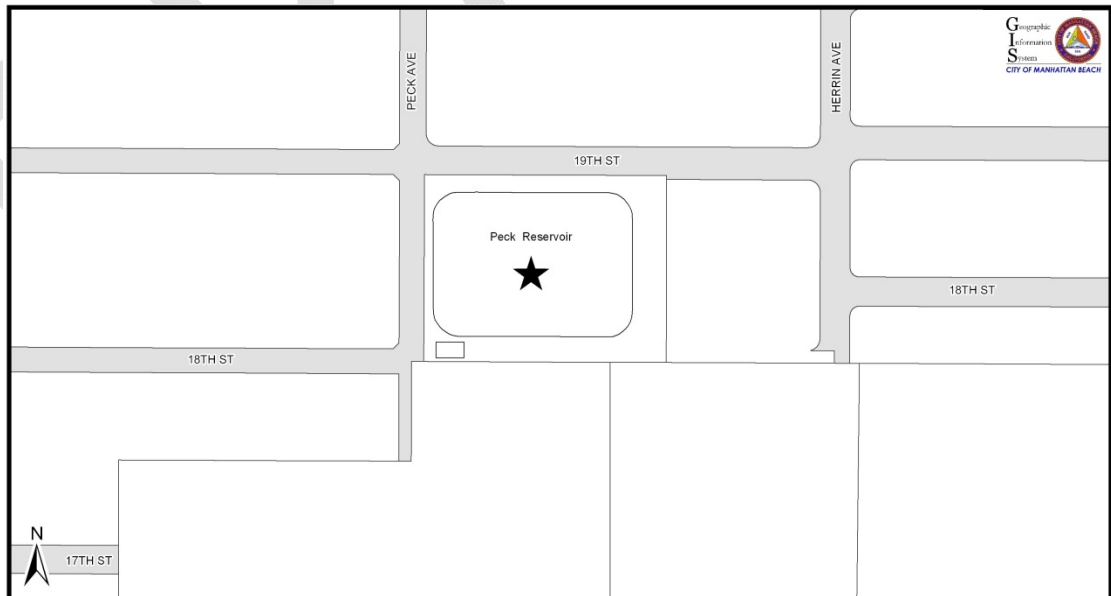 Geographic
Information
System
CITY OF MANHATTAN BEACH
PECK AVE
HERRIN AVE
19TH ST
Peck Reservoir
18TH ST
18TH ST
N
17TH ST